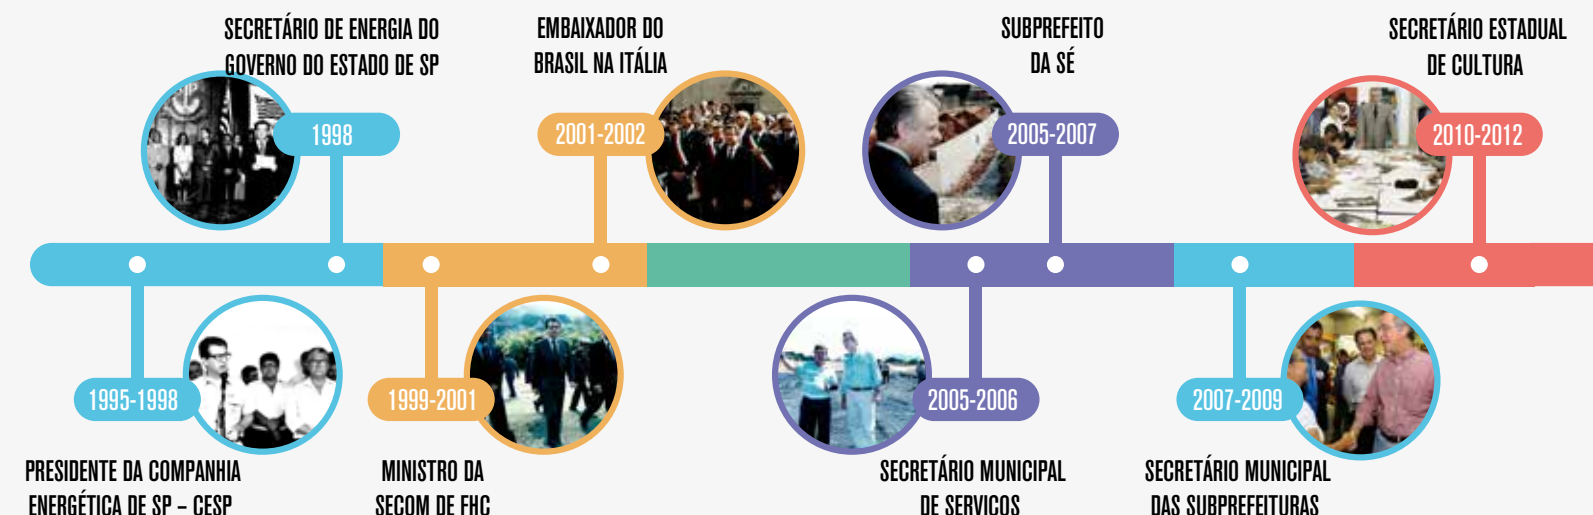 SECRETÁRIO DE ENERGIA DO
GOVERNO DO ESTADO DE SP
1998
EMBAIXADOR DO
BRASIL NA ITÁLIA
2001-2002
SUBPREFEITO
DA SÉ
2005-2007
SECRETÁRIO ESTADUAL
DE CULTURA
2010-2012
1995-1998
PRESIDENTE DA COMPANHIA
ENERGÉTICA DE SP – CESP
1999-2001
MINISTRO DA
SECOM DE FHC
2005-2006
SECRETÁRIO MUNICIPAL
DE SERVIÇOS
2007-2009
SECRETÁRIO MUNICIPAL
DAS SUBPREFEITURAS